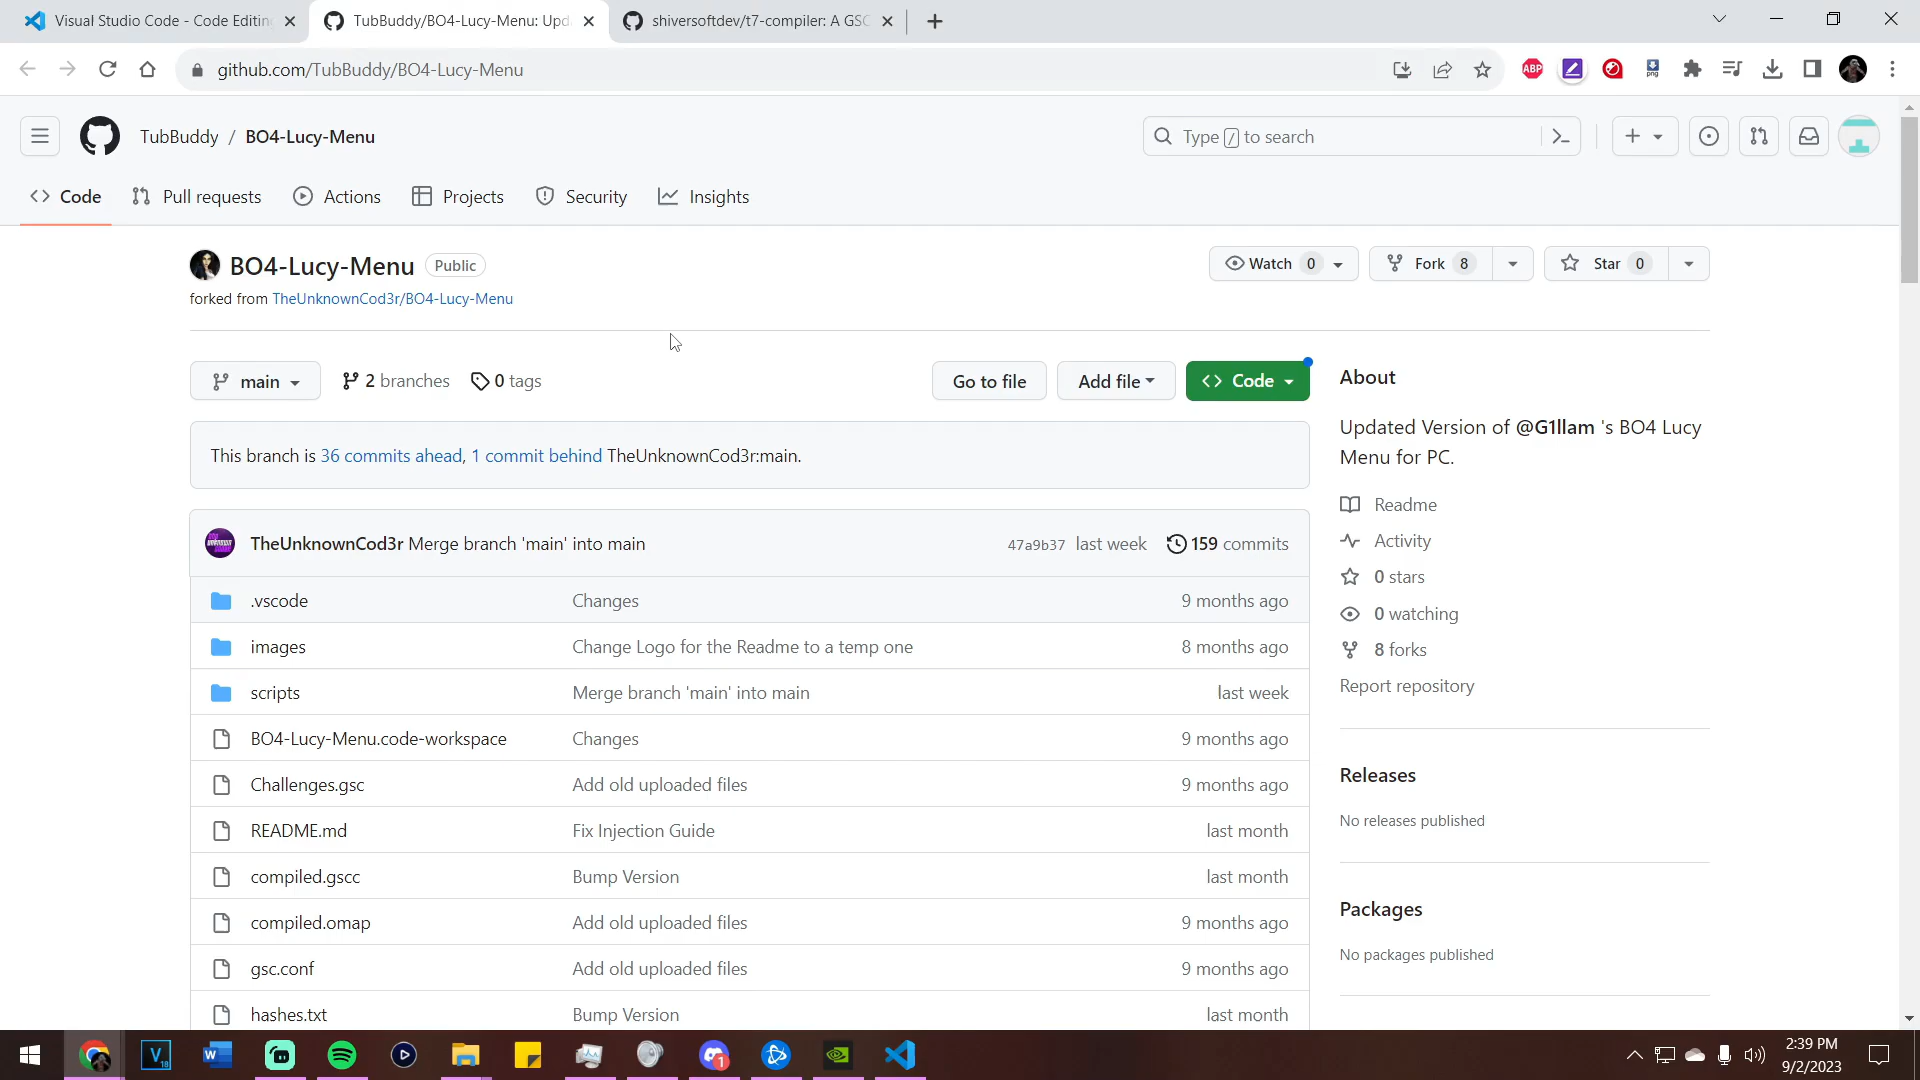 Visual Studio Code - Code Editin
TubBuddy/BO4-Lucy-Menu: Upd
shiversoftdev/t7-compiler: A GSC
github.com/TubBuddy/BO4-Lucy-Menu
ABP
png
TubBuddy / BO4-Lucy-Menu
Type / to search
Code
Pull requests
Actions
Projects
Security
Insights
BO4-Lucy-Menu Public
Watch 0
Fork 8
Star 0
forked from TheUnknownCod3r/BO4-Lucy-Menu
main
2 branches
0 tags
Go to file
Add file
Code
About
Updated Version of @G1llam 's BO4 Lucy
Menu for PC.
This branch is 36 commits ahead, 1 commit behind TheUnknownCod3r:main.
Readme
Activity
0 stars
0 watching
8 forks
Report repository
TheUnknownCod3r Merge branch 'main' into main 47a9b37 last week 159 commits
.vscode Changes 9 months ago
images Change Logo for the Readme to a temp one 8 months ago
scripts Merge branch 'main' into main last week
BO4-Lucy-Menu.code-workspace Changes 9 months ago
Challenges.gsc Add old uploaded files 9 months ago
README.md Fix Injection Guide last month
compiled.gscc Bump Version last month
compiled.omap Add old uploaded files 9 months ago
gsc.conf Add old uploaded files 9 months ago
hashes.txt Bump Version last month
Releases
No releases published
Packages
No packages published
1
2:39 PM
9/2/2023